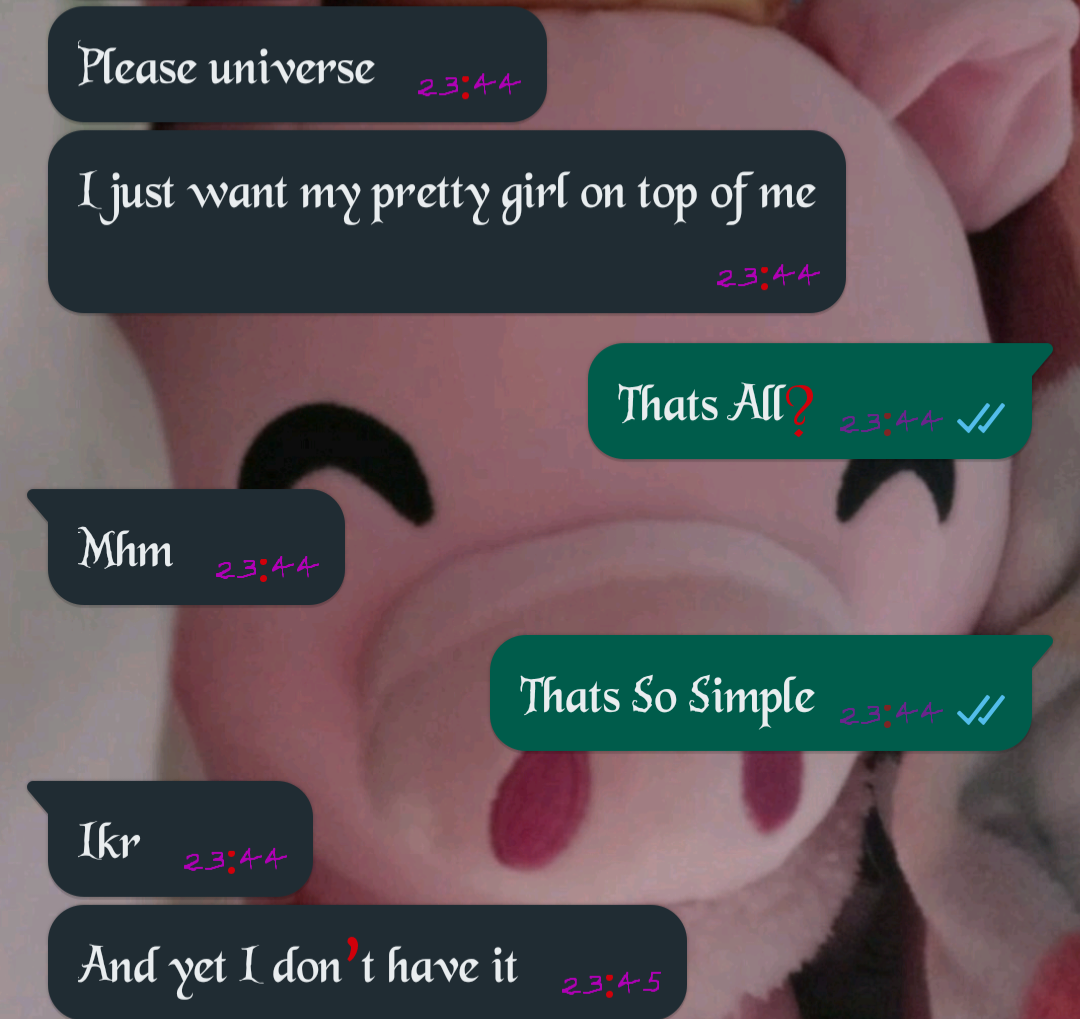 Please universe 23:44
I just want my pretty girl on top of me
23:44
Thats All? 23:44
Mhm 23:44
Thats So Simple 23:44
Ikr 23:44
And yet I don't have it 23:45